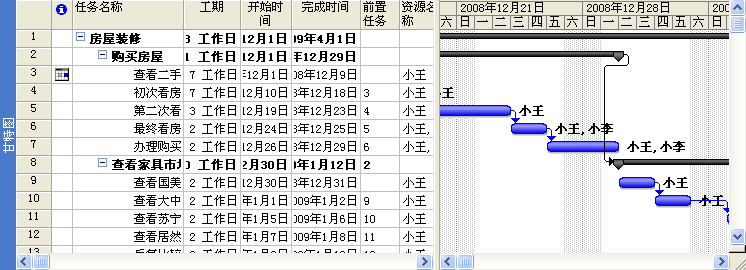 任务名称 工期 开始时间 完成时间 前置任务 资源名称 2008年12月21日 2008年12月28日
六 日 一 二 三 四 五 六 日 一 二 三 四 五 六 日
甘特图
1 房屋装修 3 工作日 12月1日 09年4月1日
2 购买房屋 1 工作日 12月1日 12月29日
3 查看二手 7 工作日 12月1日 08年12月9日 小王
4 初次看房 7 工作日 12月10日 08年12月18日 3 小王 小王
5 第二次看 3 工作日 12月19日 08年12月23日 4 小王 小王
6 最终看房 2 工作日 12月24日 08年12月25日 5 小王, 小王, 小李
7 办理购买 2 工作日 12月26日 08年12月29日 6 小王, 小王, 小李
8 查看家具市场 0 工作日 2月30日 09年1月12日 2
9 查看国美 2 工作日 12月30日 08年12月31日 小王 小王
10 查看大中 2 工作日 年1月1日 009年1月2日 9 小王 小王
11 查看苏宁 2 工作日 年1月5日 009年1月6日 10 小王
12 查看居然 2 工作日 年1月7日 009年1月8日 11 小王
13